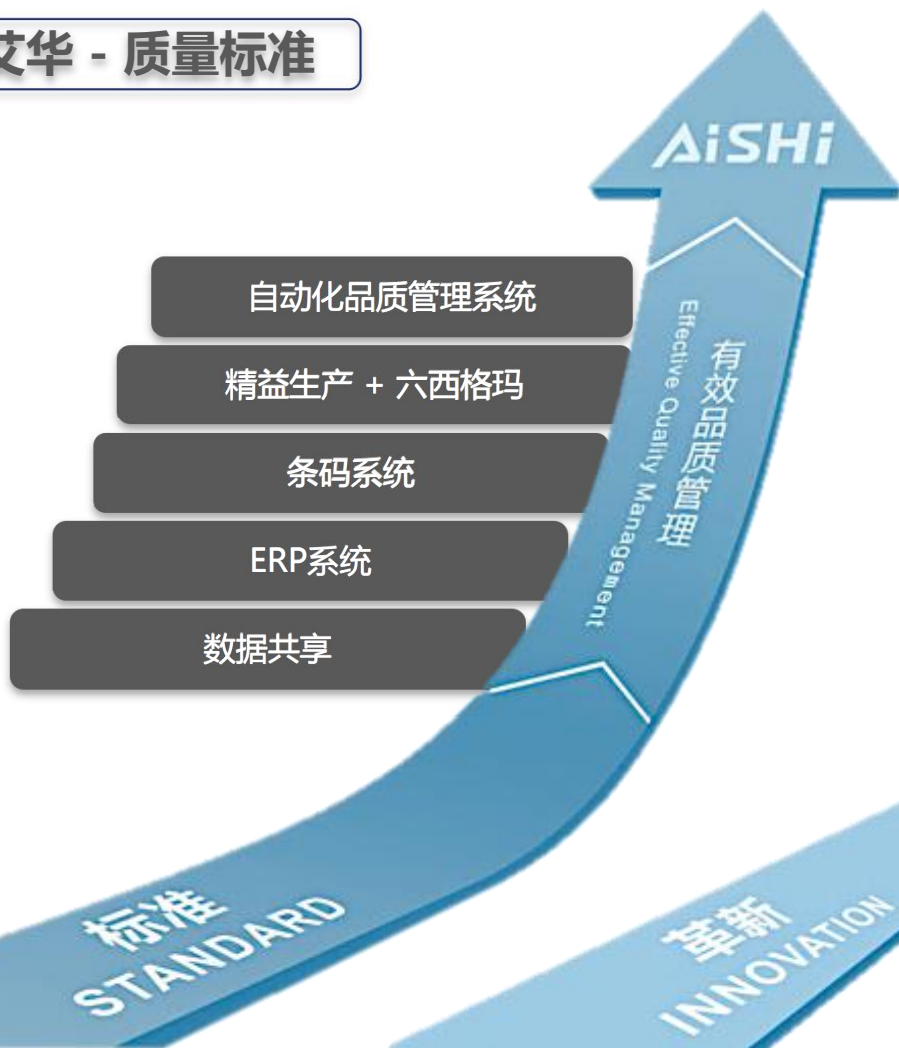 艾华 - 质量标准
AiSHi
自动化品质管理系统
精益生产 + 六西格玛
条码系统
ERP系统
数据共享
有效品质管理
Effective Quality Management
标准
STANDARD
革新
INNOVATION